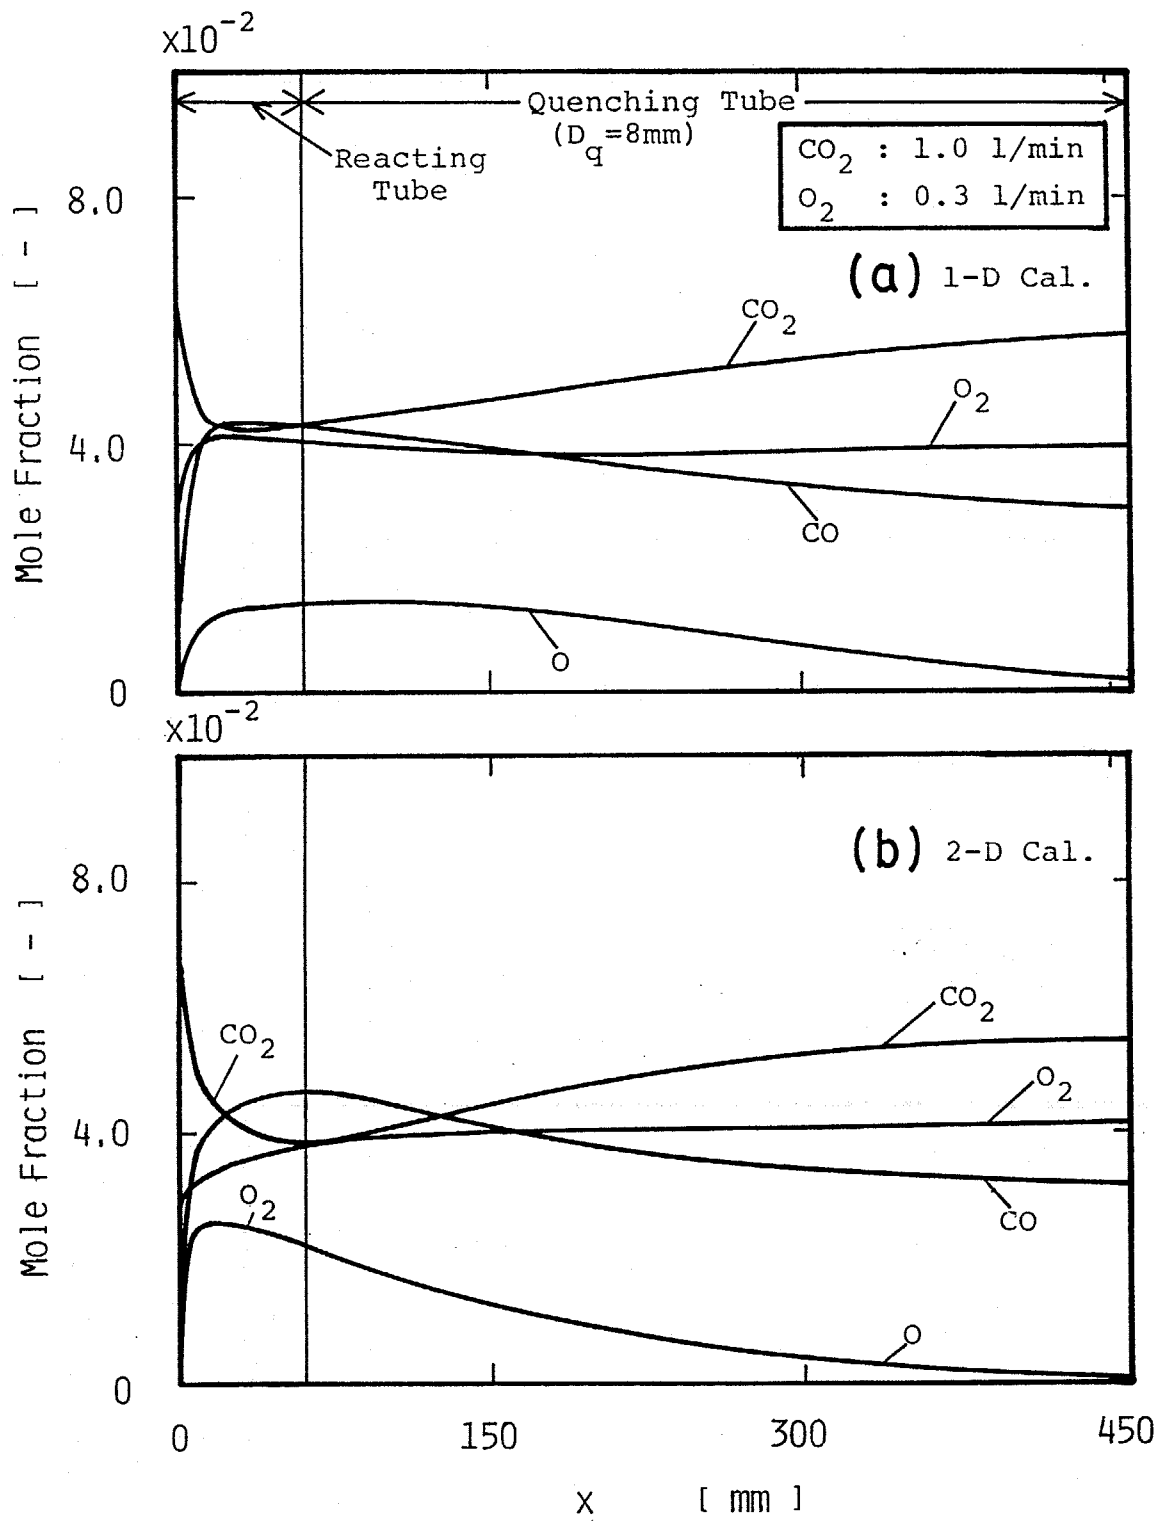 x10⁻²
Quenching Tube
(D_q=8mm)
Reacting
Tube
CO₂ : 1.0 l/min
O₂ : 0.3 l/min
8.0
(a) 1-D Cal.
CO₂
O₂
4.0
CO
O
0
Mole Fraction [ - ]
x10⁻²
(b) 2-D Cal.
8.0
CO₂
CO₂
O₂
4.0
O₂
CO
O
0
Mole Fraction [ - ]
0 150 300 450
X [ mm ]